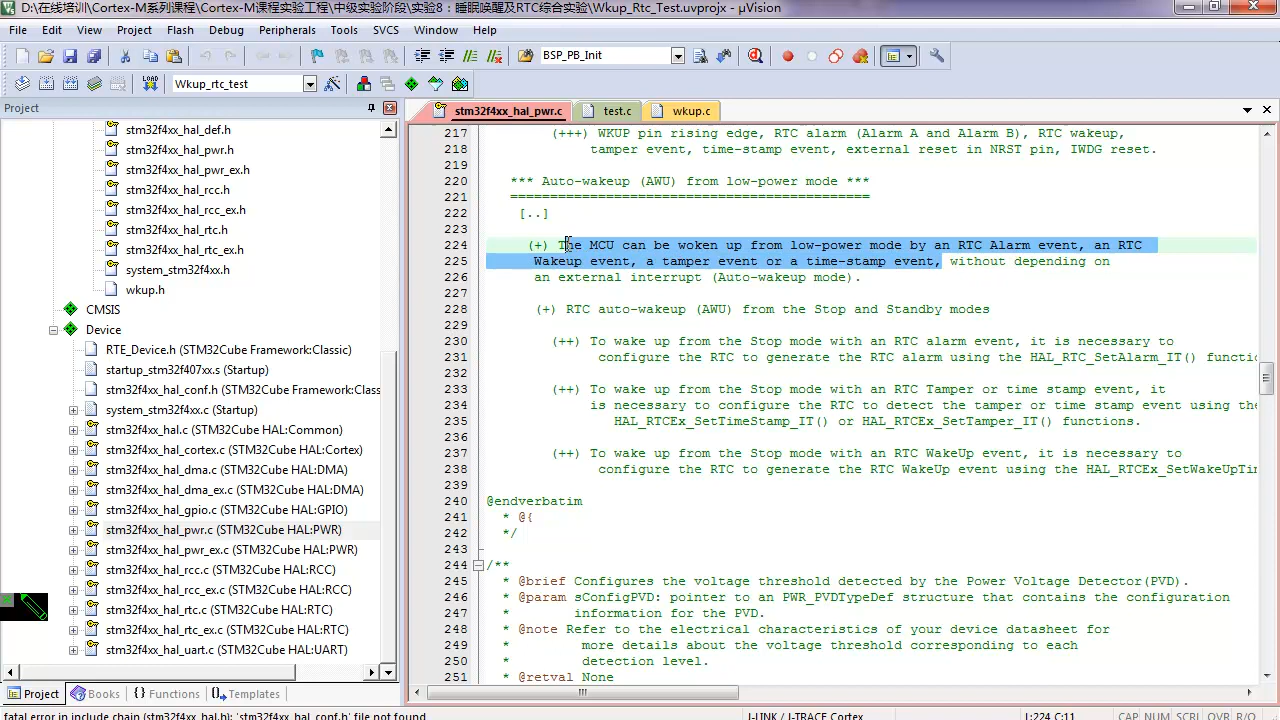 D:\在线培训\Cortex-M系列课程\Cortex-M课程实验工程\中级实验阶段\实验8：睡眠唤醒及RTC综合实验\Wkup_Rtc_Test.uvprojx - µVision
File Edit View Project Flash Debug Peripherals Tools SVCS Window Help
BSP_PB_Init
LOAD Wkup_rtc_test
Project
stm32f4xx_hal_def.h
stm32f4xx_hal_pwr.h
stm32f4xx_hal_pwr_ex.h
stm32f4xx_hal_rcc.h
stm32f4xx_hal_rcc_ex.h
stm32f4xx_hal_rtc.h
stm32f4xx_hal_rtc_ex.h
system_stm32f4xx.h
wkup.h
CMSIS
Device
RTE_Device.h (STM32Cube Framework:Classic)
startup_stm32f407xx.s (Startup)
stm32f4xx_hal_conf.h (STM32Cube Framework:Class
system_stm32f4xx.c (Startup)
stm32f4xx_hal.c (STM32Cube HAL:Common)
stm32f4xx_hal_cortex.c (STM32Cube HAL:Cortex)
stm32f4xx_hal_dma.c (STM32Cube HAL:DMA)
stm32f4xx_hal_dma_ex.c (STM32Cube HAL:DMA)
stm32f4xx_hal_gpio.c (STM32Cube HAL:GPIO)
stm32f4xx_hal_pwr.c (STM32Cube HAL:PWR)
stm32f4xx_hal_pwr_ex.c (STM32Cube HAL:PWR)
stm32f4xx_hal_rcc.c (STM32Cube HAL:RCC)
stm32f4xx_hal_rcc_ex.c (STM32Cube HAL:RCC)
stm32f4xx_hal_rtc.c (STM32Cube HAL:RTC)
stm32f4xx_hal_rtc_ex.c (STM32Cube HAL:RTC)
stm32f4xx_hal_uart.c (STM32Cube HAL:UART)
Project Books {} Functions Templates
stm32f4xx_hal_pwr.c test.c wkup.c
217 (+++) WKUP pin rising edge, RTC alarm (Alarm A and Alarm B), RTC wakeup,
218 tamper event, time-stamp event, external reset in NRST pin, IWDG reset.
219
220 *** Auto-wakeup (AWU) from low-power mode ***
221 =============================================
222 [..]
223
224 (+) The MCU can be woken up from low-power mode by an RTC Alarm event, an RTC
225 Wakeup event, a tamper event or a time-stamp event, without depending on
226 an external interrupt (Auto-wakeup mode).
227
228 (+) RTC auto-wakeup (AWU) from the Stop and Standby modes
229
230 (++) To wake up from the Stop mode with an RTC alarm event, it is necessary to
231 configure the RTC to generate the RTC alarm using the HAL_RTC_SetAlarm_IT() functio
232
233 (++) To wake up from the Stop mode with an RTC Tamper or time stamp event, it
234 is necessary to configure the RTC to detect the tamper or time stamp event using the
235 HAL_RTCEx_SetTimeStamp_IT() or HAL_RTCEx_SetTamper_IT() functions.
236
237 (++) To wake up from the Stop mode with an RTC WakeUp event, it is necessary to
238 configure the RTC to generate the RTC WakeUp event using the HAL_RTCEx_SetWakeUpTim
239
240 @endverbatim
241 * @{
242 */
243
244 /**
245 * @brief Configures the voltage threshold detected by the Power Voltage Detector(PVD).
246 * @param sConfigPVD: pointer to an PWR_PVDTypeDef structure that contains the configuration
247 * information for the PVD.
248 * @note Refer to the electrical characteristics of your device datasheet for
249 * more details about the voltage threshold corresponding to each
250 * detection level.
251 * @retval None
fatal error in include chain (stm32f4xx_hal.h): 'stm32f4xx_hal_conf.h' file not found J-LINK / J-TRACE Cortex L:224 C:11 CAP NUM SCRL OVR R/O